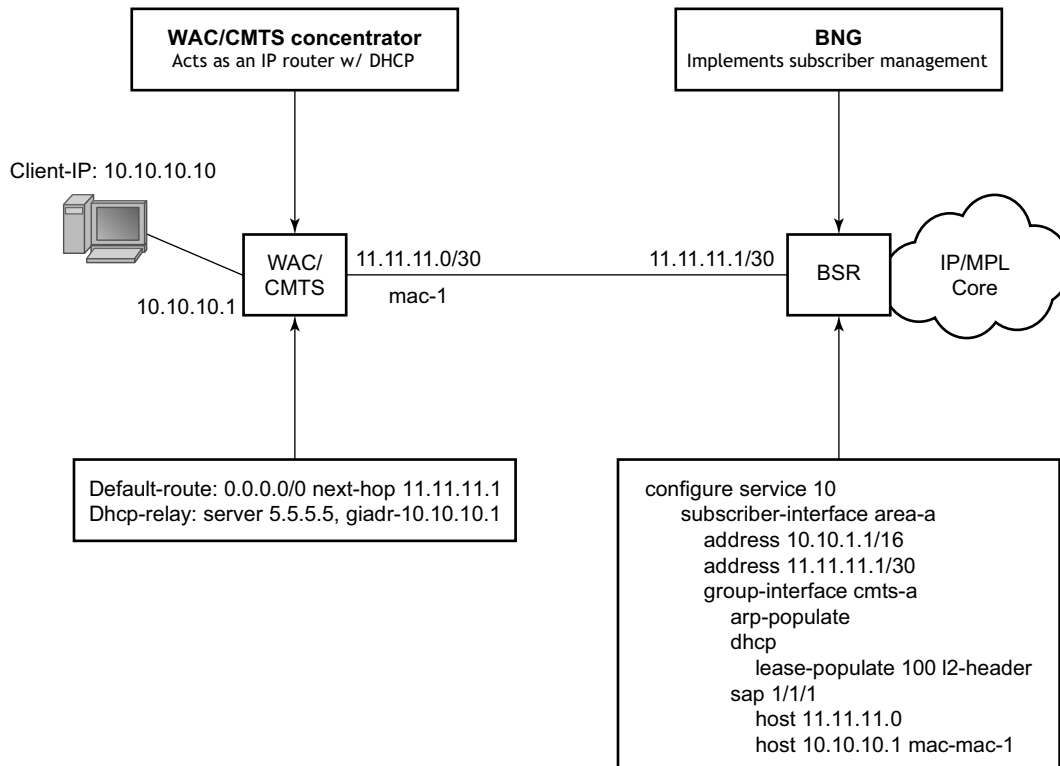 WAC/CMTS concentrator
Acts as an IP router w/ DHCP
BNG
Implements subscriber management
Client-IP: 10.10.10.10
WAC/
CMTS
11.11.11.0/30
11.11.11.1/30
BSR
IP/MPL
Core
10.10.10.1
mac-1
Default-route: 0.0.0.0/0 next-hop 11.11.11.1
Dhcp-relay: server 5.5.5.5, giadr-10.10.10.1
configure service 10
subscriber-interface area-a
address 10.10.1.1/16
address 11.11.11.1/30
group-interface cmts-a
arp-populate
dhcp
lease-populate 100 l2-header
sap 1/1/1
host 11.11.11.0
host 10.10.10.1 mac-mac-1